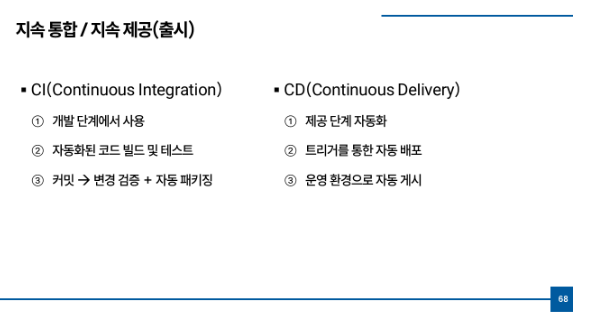 지속 통합 / 지속 제공(출시)
▪ CI(Continuous Integration)
① 개발 단계에서 사용
② 자동화된 코드 빌드 및 테스트
③ 커밋 → 변경 검증 + 자동 패키징
▪ CD(Continuous Delivery)
① 제공 단계 자동화
② 트리거를 통한 자동 배포
③ 운영 환경으로 자동 게시
68